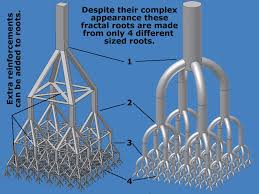 Despite their complex
appearance these
fractal roots are made
from only 4 different
sized roots.
Extra reinforcements
can be added to roots.
1
2
3
4